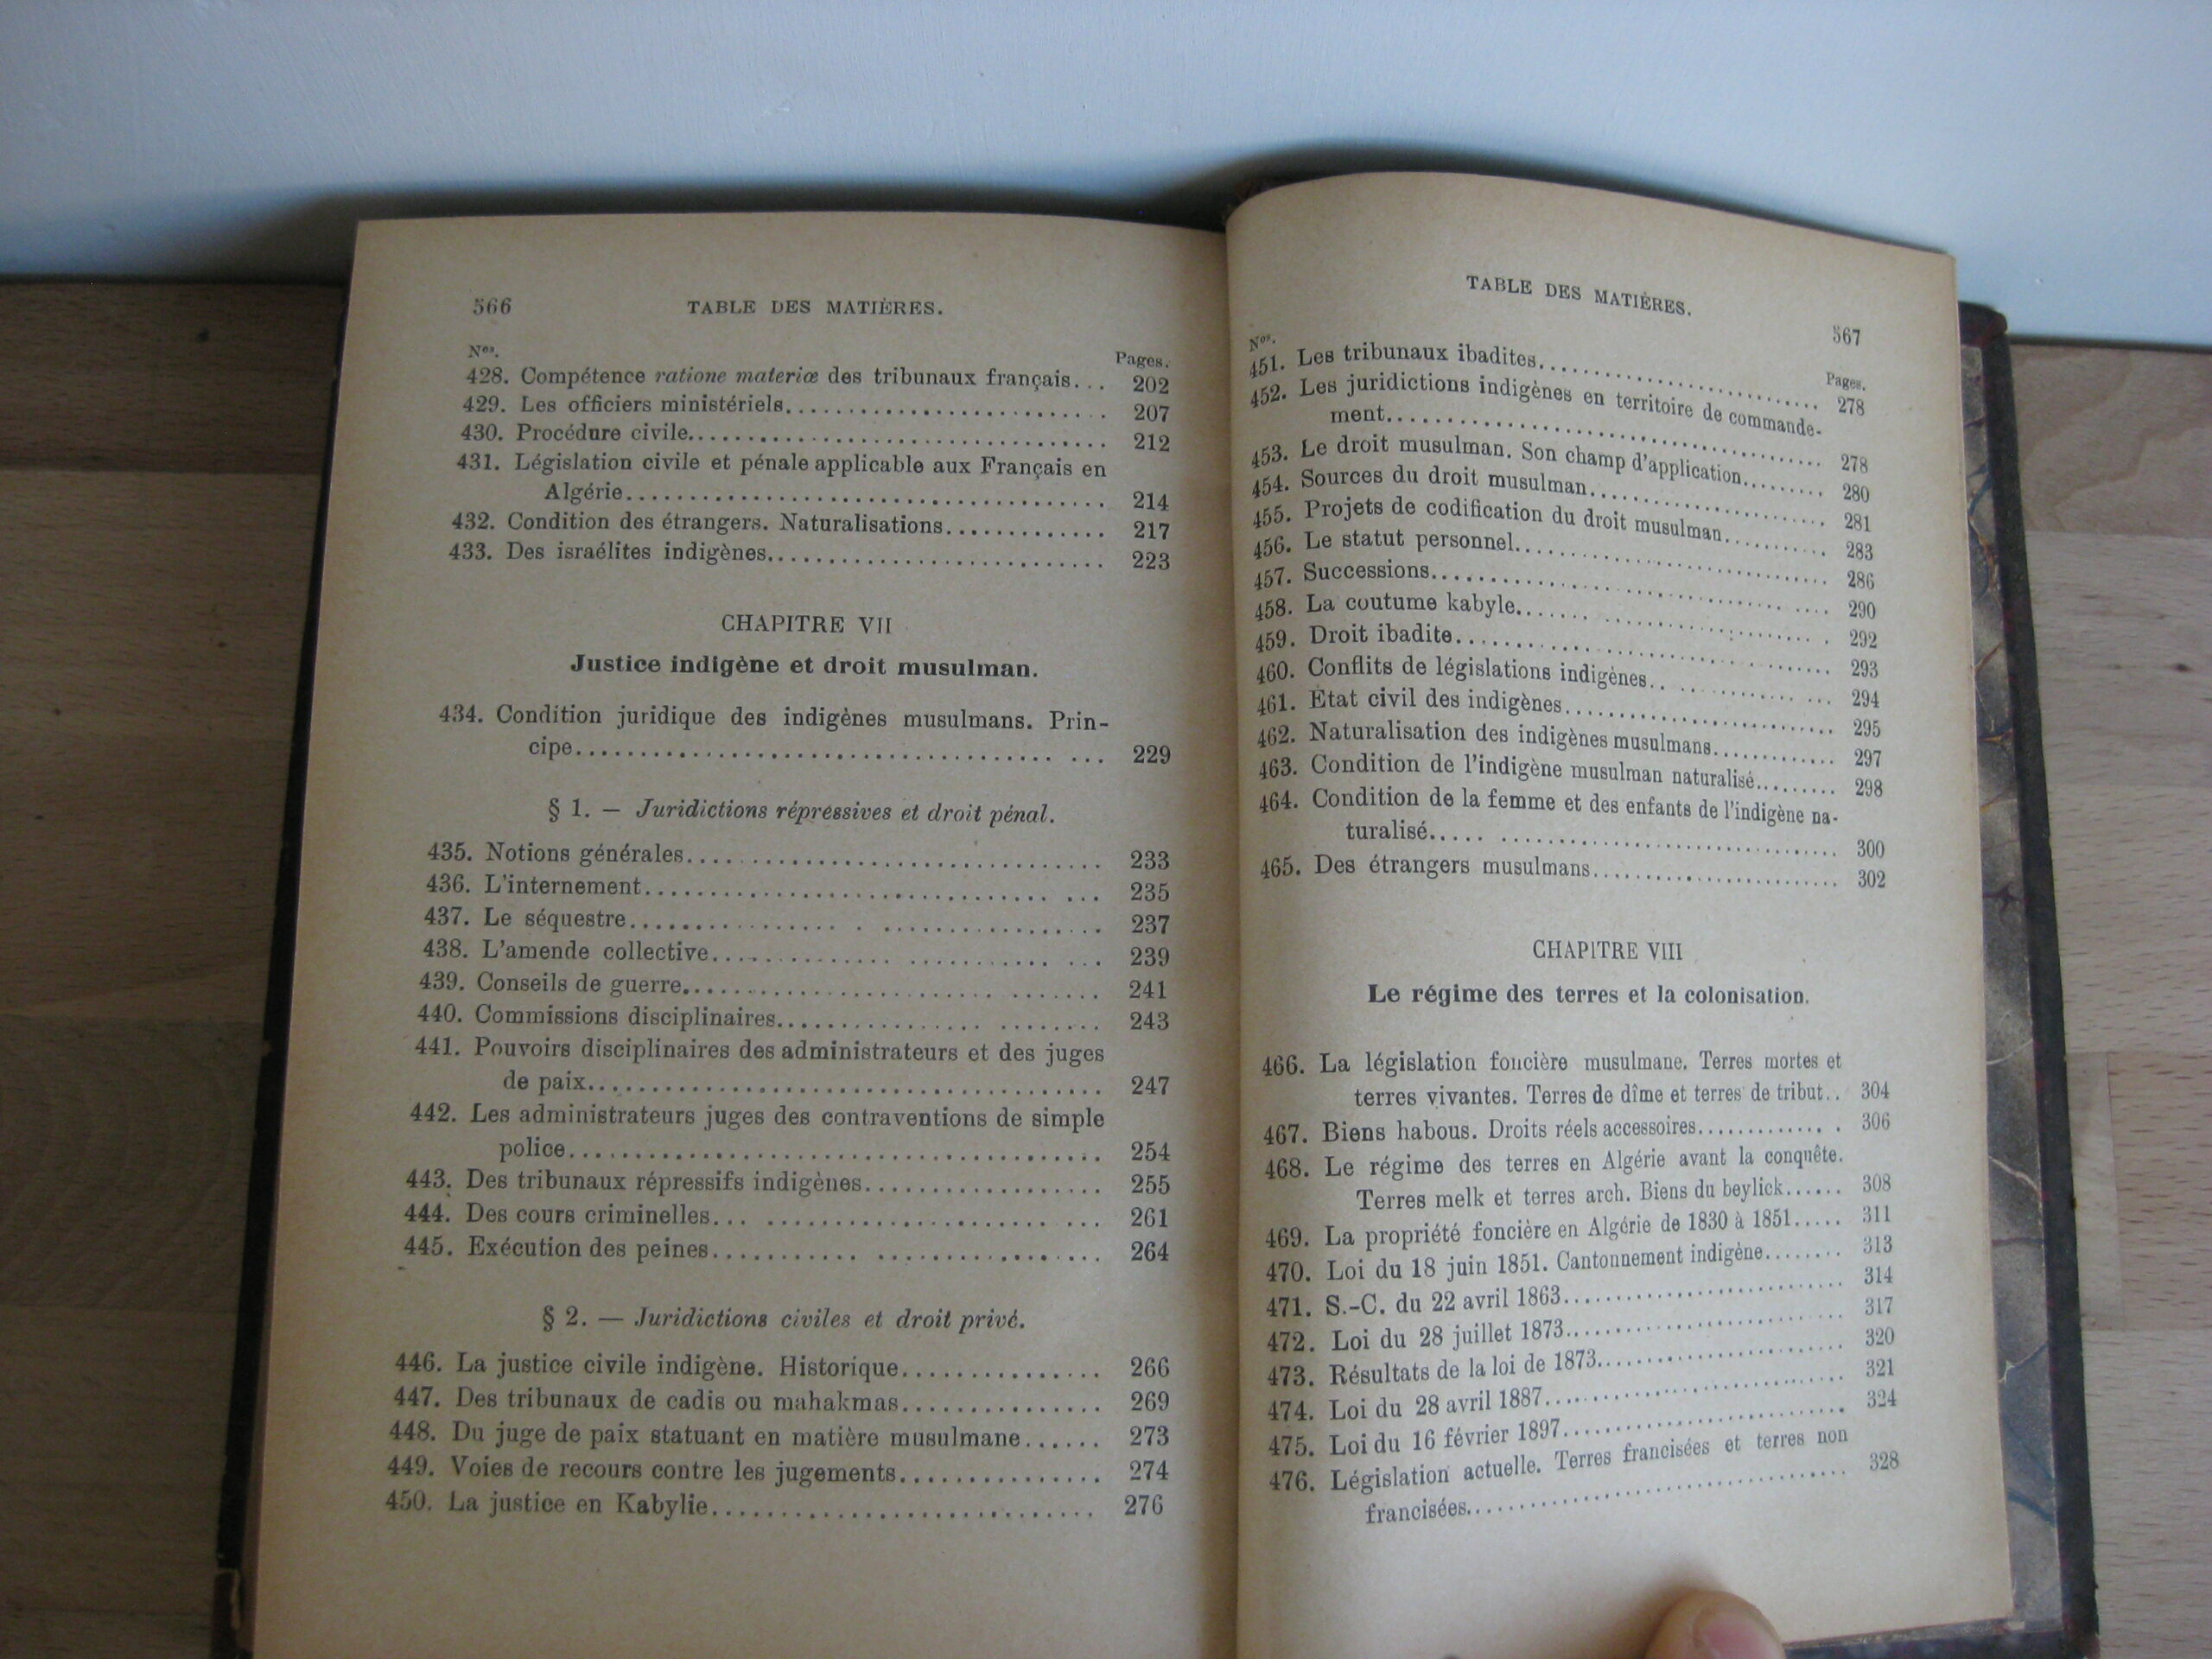 566 TABLE DES MATIÈRES.
Nos. Pages.
428. Compétence ratione materiæ des tribunaux français... 202
429. Les officiers ministériels........................ 207
430. Procédure civile........................ 212
431. Législation civile et pénale applicable aux Français en
Algérie........................ 214
432. Condition des étrangers. Naturalisations............. 217
433. Des israélites indigènes........................ 223
CHAPITRE VII
Justice indigène et droit musulman.
434. Condition juridique des indigènes musulmans. Prin-
cipe........................ 229
§ 1. — Juridictions répressives et droit pénal.
435. Notions générales........................ 233
436. L'internement........................ 235
437. Le séquestre........................ 237
438. L'amende collective........................ 239
439. Conseils de guerre........................ 241
440. Commissions disciplinaires........................ 243
441. Pouvoirs disciplinaires des administrateurs et des juges
de paix........................ 247
442. Les administrateurs juges des contraventions de simple
police........................ 254
443. Des tribunaux répressifs indigènes................... 255
444. Des cours criminelles........................ 261
445. Exécution des peines........................ 264
§ 2. — Juridictions civiles et droit privé.
446. La justice civile indigène. Historique............... 266
447. Des tribunaux de cadis ou mahakmas............... 269
448. Du juge de paix statuant en matière musulmane...... 273
449. Voies de recours contre les jugements............... 274
450. La justice en Kabylie........................ 276
TABLE DES MATIÈRES. 567
Nos. Pages.
451. Les tribunaux ibadites........................ 278
452. Les juridictions indigènes en territoire de commande-
ment........................ 278
453. Le droit musulman. Son champ d'application......... 280
454. Sources du droit musulman........................ 281
455. Projets de codification du droit musulman........... 283
456. Le statut personnel........................ 286
457. Successions........................ 290
458. La coutume kabyle........................ 292
459. Droit ibadite........................ 293
460. Conflits de législations indigènes.............. 294
461. État civil des indigènes........................ 295
462. Naturalisation des indigènes musulmans............. 297
463. Condition de l'indigène musulman naturalisé......... 298
464. Condition de la femme et des enfants de l'indigène na-
turalisé........................ 300
465. Des étrangers musulmans........................ 302
CHAPITRE VIII
Le régime des terres et la colonisation.
466. La législation foncière musulmane. Terres mortes et
terres vivantes. Terres de dîme et terres de tribut.. 304
467. Biens habous. Droits réels accessoires............. . 306
468. Le régime des terres en Algérie avant la conquête.
Terres melk et terres arch. Biens du beylick...... 308
469. La propriété foncière en Algérie de 1830 à 1851..... 311
470. Loi du 18 juin 1851. Cantonnement indigène........ 313
471. S.-C. du 22 avril 1863........................ 314
472. Loi du 28 juillet 1873........................ 317
473. Résultats de la loi de 1873........................ 320
474. Loi du 28 avril 1887........................ 321
475. Loi du 16 février 1897........................ 324
476. Législation actuelle. Terres francisées et terres non
francisées........................ 328